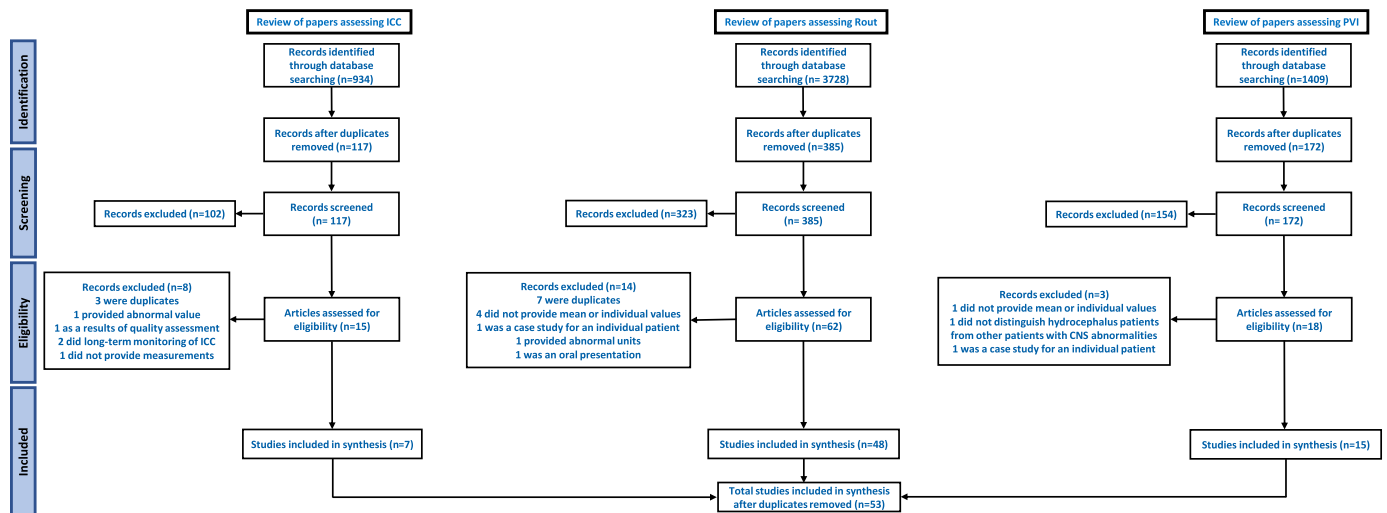 Review of papers assessing ICC
Review of papers assessing Rout
Review of papers assessing PVI
Identification
Records identified
through database
searching (n=934)
Records identified
through database
searching (n= 3728)
Records identified
through database
searching (n=1409)
Records after duplicates
removed (n=117)
Records after duplicates
removed (n=385)
Records after duplicates
removed (n=172)
Screening
Records excluded (n=102)
Records screened
(n= 117)
Records excluded (n=323)
Records screened
(n= 385)
Records excluded (n=154)
Records screened
(n= 172)
Eligibility
Records excluded (n=8)
3 were duplicates
1 provided abnormal value
1 as a results of quality assessment
2 did long-term monitoring of ICC
1 did not provide measurements
Articles assessed for
eligibility (n=15)
Records excluded (n=14)
7 were duplicates
4 did not provide mean or individual values
1 was a case study for an individual patient
1 provided abnormal units
1 was an oral presentation
Articles assessed for
eligibility (n=62)
Records excluded (n=3)
1 did not provide mean or individual values
1 did not distinguish hydrocephalus patients
from other patients with CNS abnormalities
1 was a case study for an individual patient
Articles assessed for
eligibility (n=18)
Included
Studies included in synthesis (n=7)
Studies included in synthesis (n=48)
Studies included in synthesis (n=15)
Total studies included in synthesis
after duplicates removed (n=53)